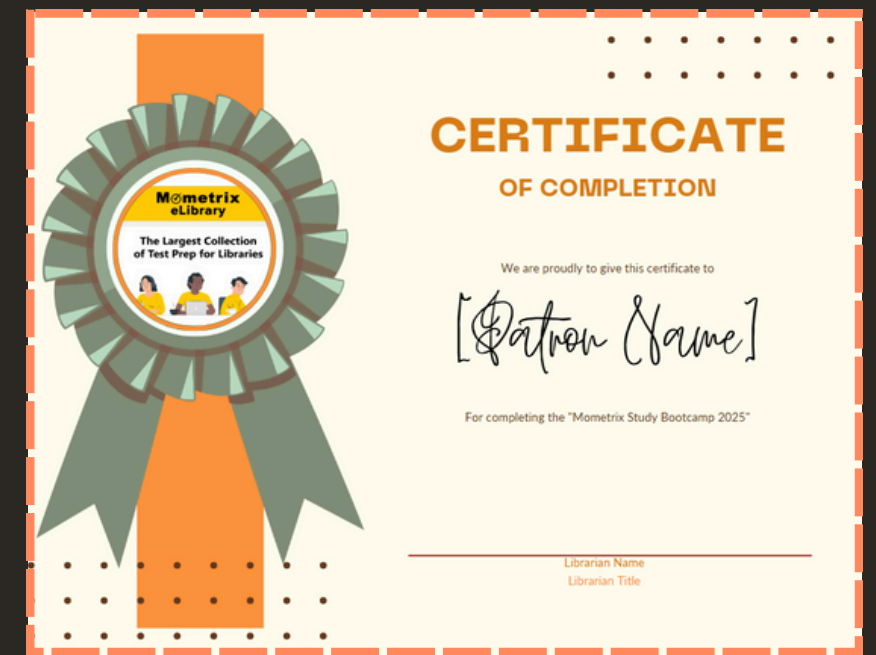 Mometrix
eLibrary
The Largest Collection
of Test Prep for Libraries
CERTIFICATE
OF COMPLETION
We are proudly to give this certificate to
[Patron Name]
For completing the "Mometrix Study Bootcamp 2025"
Librarian Name
Librarian Title